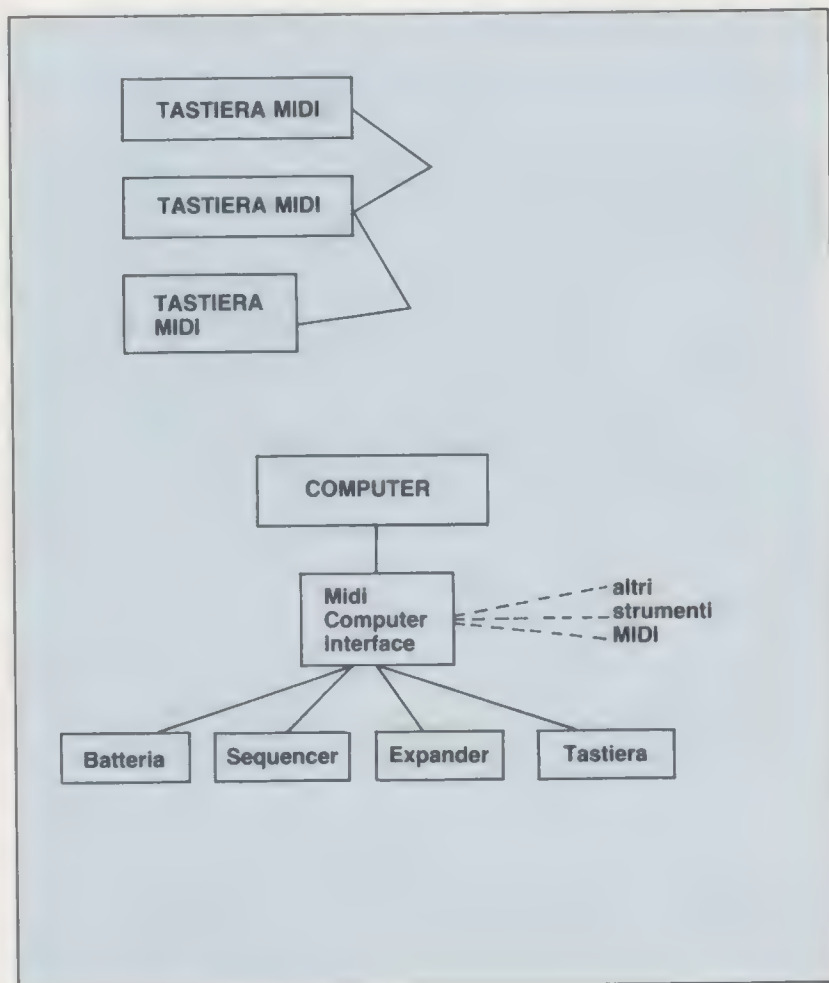 TASTIERA MIDI
TASTIERA MIDI
TASTIERA
MIDI
COMPUTER
Midi
Computer
Interface
altri
strumenti
MIDI
Batteria
Sequencer
Expander
Tastiera